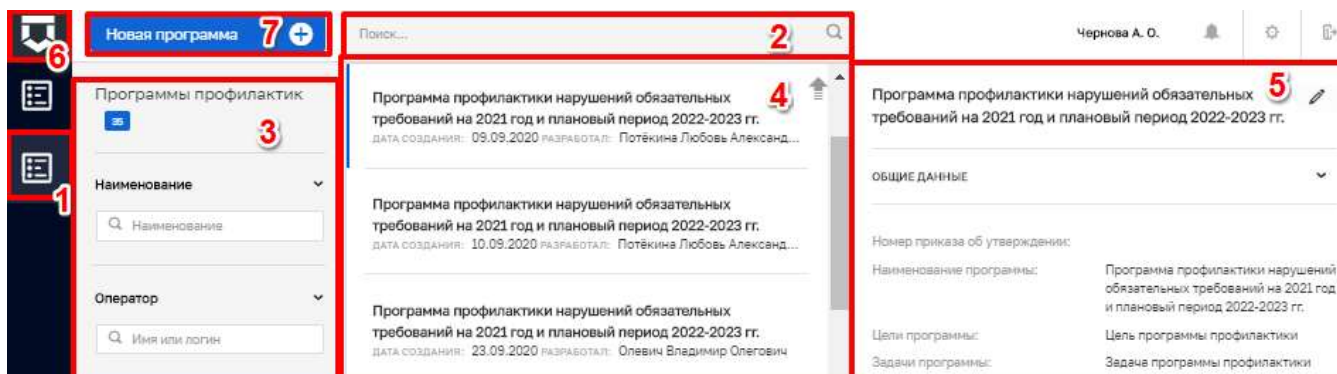 6
1
Новая программа 7
Программы профилактик
35
3
Наименование
Наименование
Оператор
Имя или логин
Поиск... 2
4
Программа профилактики нарушений обязательных
требований на 2021 год и плановый период 2022-2023 гг.
ДАТА СОЗДАНИЯ: 09.09.2020 РАЗРАБОТАЛ: Потёкина Любовь Александ...
Программа профилактики нарушений обязательных
требований на 2021 год и плановый период 2022-2023 гг.
ДАТА СОЗДАНИЯ: 10.09.2020 РАЗРАБОТАЛ: Потёкина Любовь Александ...
Программа профилактики нарушений обязательных
требований на 2021 год и плановый период 2022-2023 гг.
ДАТА СОЗДАНИЯ: 23.09.2020 РАЗРАБОТАЛ: Олевич Владимир Олегович
Чернова А. О.
5
Программа профилактики нарушений обязательных
требований на 2021 год и плановый период 2022-2023 гг.
ОБЩИЕ ДАННЫЕ
Номер приказа об утверждении:
Наименование программы: Программа профилактики нарушений
обязательных требований на 2021 год
и плановый период 2022-2023 гг.
Цели программы: Цель программы профилактики
Задачи программы: Задача программы профилактики